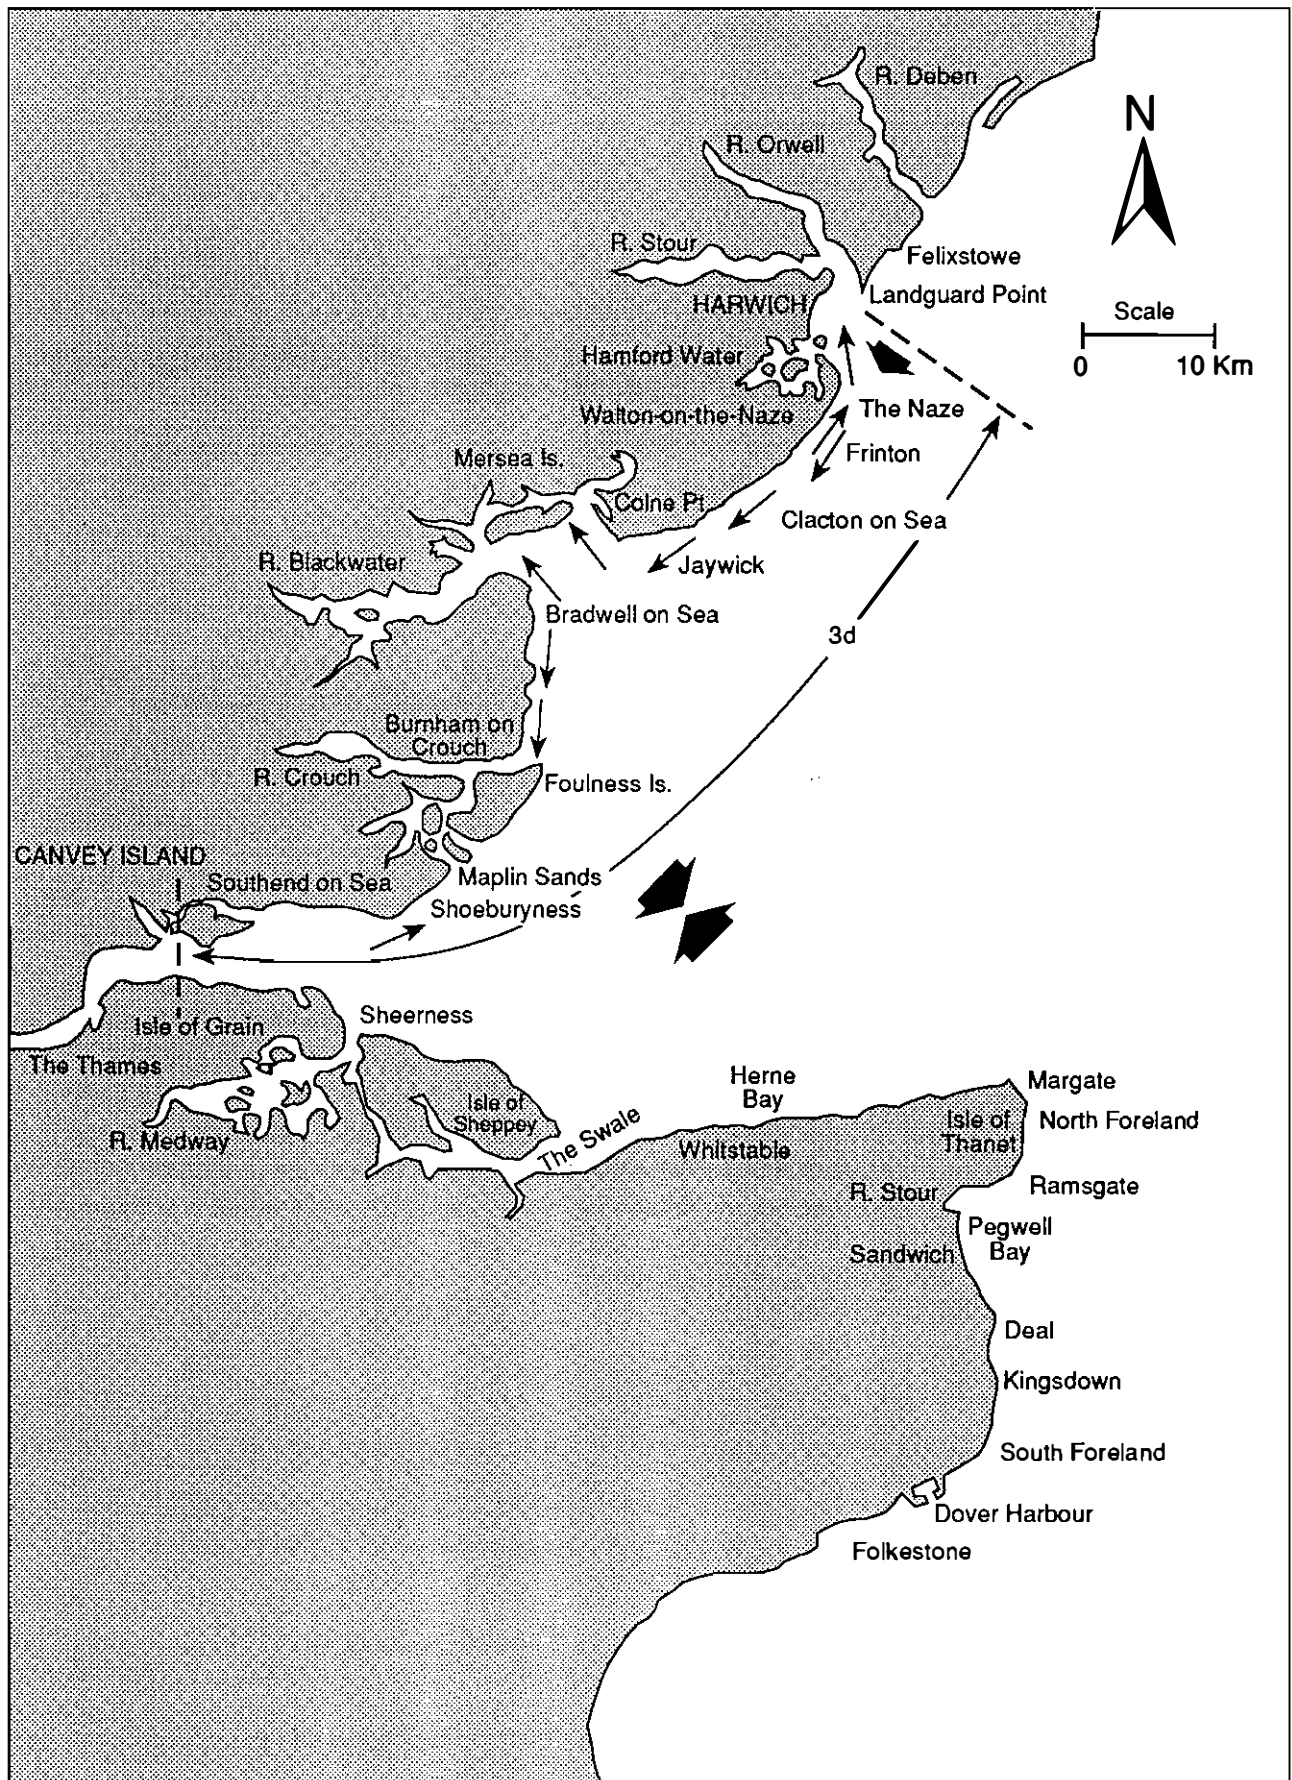 R. Deben
N
R. Orwell
R. Stour
Felixstowe
Landguard Point
HARWICH
Scale
0 10 Km
Hamford Water
The Naze
Walton-on-the-Naze
Frinton
Mersea Is.
Colne Pt.
Clacton on Sea
R. Blackwater
Jaywick
Bradwell on Sea
3d
Burnham on
Crouch
R. Crouch
Foulness Is.
CANVEY ISLAND
Southend on Sea
Maplin Sands
Shoeburyness
Sheerness
Isle of Grain
The Thames
Herne
Bay
Margate
Isle of
Sheppey
Isle of
Thanet
North Foreland
R. Medway
The Swale
Whitstable
R. Stour
Ramsgate
Pegwell
Bay
Sandwich
Deal
Kingsdown
South Foreland
Dover Harbour
Folkestone